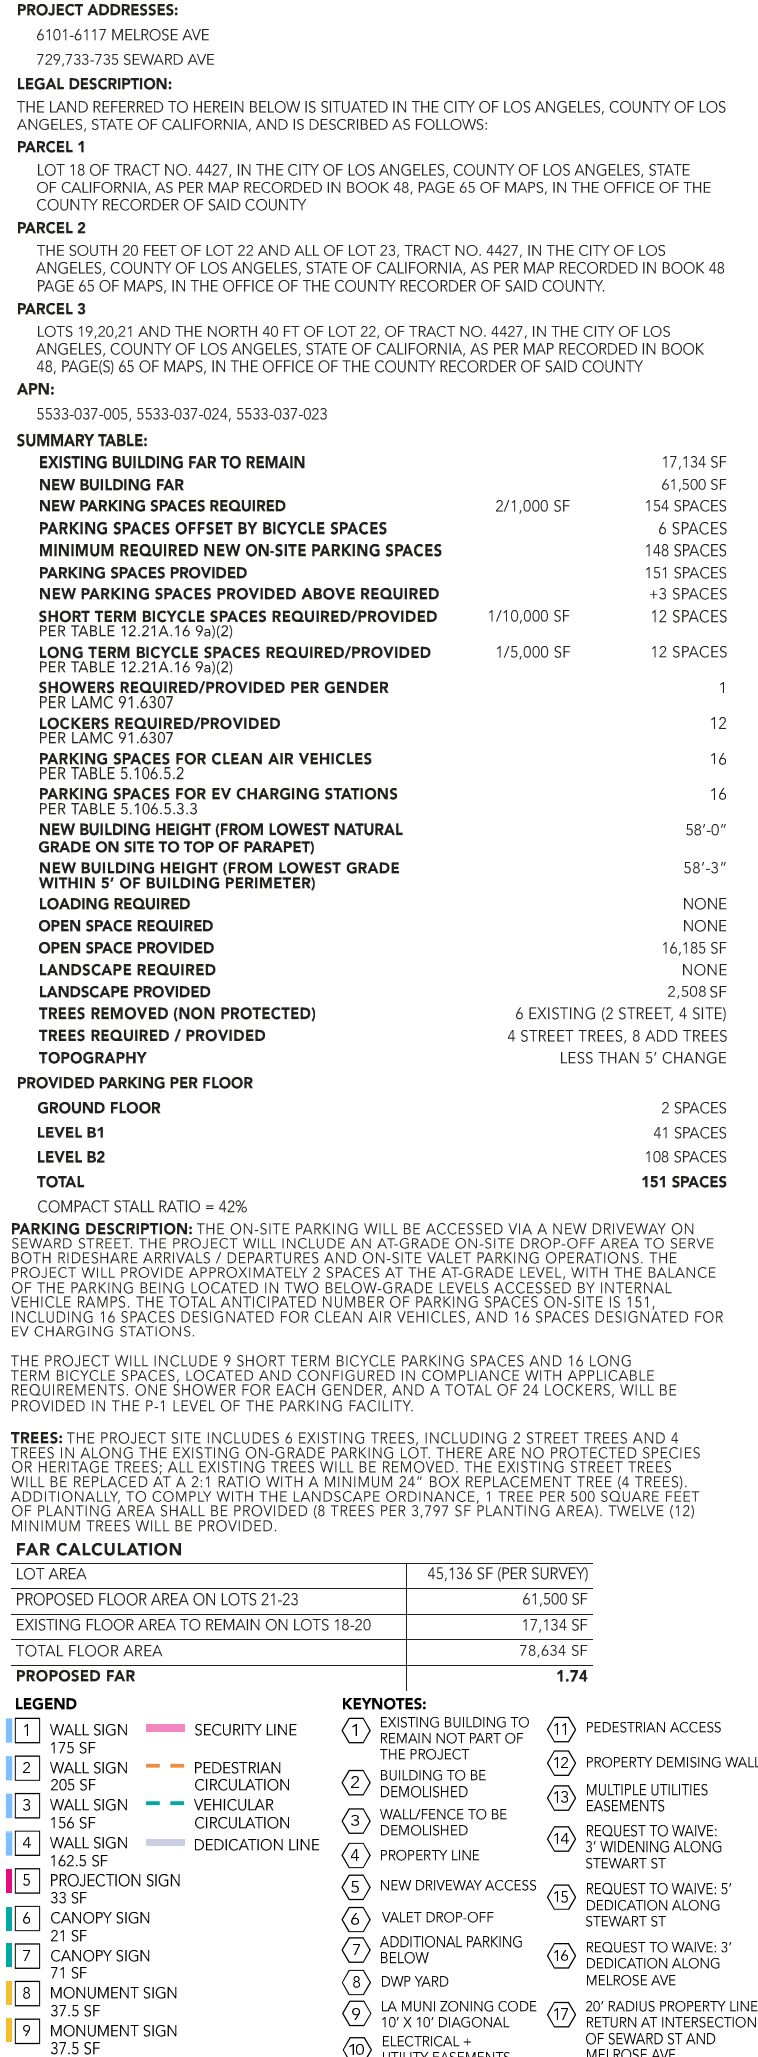 PROJECT ADDRESSES:
6101-6117 MELROSE AVE
729,733-735 SEWARD AVE
LEGAL DESCRIPTION:
THE LAND REFERRED TO HEREIN BELOW IS SITUATED IN THE CITY OF LOS ANGELES, COUNTY OF LOS
ANGELES, STATE OF CALIFORNIA, AND IS DESCRIBED AS FOLLOWS:
PARCEL 1
LOT 18 OF TRACT NO. 4427, IN THE CITY OF LOS ANGELES, COUNTY OF LOS ANGELES, STATE
OF CALIFORNIA, AS PER MAP RECORDED IN BOOK 48, PAGE 65 OF MAPS, IN THE OFFICE OF THE
COUNTY RECORDER OF SAID COUNTY
PARCEL 2
THE SOUTH 20 FEET OF LOT 22 AND ALL OF LOT 23, TRACT NO. 4427, IN THE CITY OF LOS
ANGELES, COUNTY OF LOS ANGELES, STATE OF CALIFORNIA, AS PER MAP RECORDED IN BOOK 48
PAGE 65 OF MAPS, IN THE OFFICE OF THE COUNTY RECORDER OF SAID COUNTY.
PARCEL 3
LOTS 19,20,21 AND THE NORTH 40 FT OF LOT 22, OF TRACT NO. 4427, IN THE CITY OF LOS
ANGELES, COUNTY OF LOS ANGELES, STATE OF CALIFORNIA, AS PER MAP RECORDED IN BOOK
48, PAGE(S) 65 OF MAPS, IN THE OFFICE OF THE COUNTY RECORDER OF SAID COUNTY
APN:
5533-037-005, 5533-037-024, 5533-037-023
SUMMARY TABLE:
EXISTING BUILDING FAR TO REMAIN 17,134 SF
NEW BUILDING FAR 61,500 SF
NEW PARKING SPACES REQUIRED 2/1,000 SF 154 SPACES
PARKING SPACES OFFSET BY BICYCLE SPACES 6 SPACES
MINIMUM REQUIRED NEW ON-SITE PARKING SPACES 148 SPACES
PARKING SPACES PROVIDED 151 SPACES
NEW PARKING SPACES PROVIDED ABOVE REQUIRED +3 SPACES
SHORT TERM BICYCLE SPACES REQUIRED/PROVIDED 1/10,000 SF 12 SPACES
PER TABLE 12.21A.16 9a)(2)
LONG TERM BICYCLE SPACES REQUIRED/PROVIDED 1/5,000 SF 12 SPACES
PER TABLE 12.21A.16 9a)(2)
SHOWERS REQUIRED/PROVIDED PER GENDER 1
PER LAMC 91.6307
LOCKERS REQUIRED/PROVIDED 12
PER LAMC 91.6307
PARKING SPACES FOR CLEAN AIR VEHICLES 16
PER TABLE 5.106.5.2
PARKING SPACES FOR EV CHARGING STATIONS 16
PER TABLE 5.106.5.3.3
NEW BUILDING HEIGHT (FROM LOWEST NATURAL 58'-0"
GRADE ON SITE TO TOP OF PARAPET)
NEW BUILDING HEIGHT (FROM LOWEST GRADE 58'-3"
WITHIN 5' OF BUILDING PERIMETER)
LOADING REQUIRED NONE
OPEN SPACE REQUIRED NONE
OPEN SPACE PROVIDED 16,185 SF
LANDSCAPE REQUIRED NONE
LANDSCAPE PROVIDED 2,508 SF
TREES REMOVED (NON PROTECTED) 6 EXISTING (2 STREET, 4 SITE)
TREES REQUIRED / PROVIDED 4 STREET TREES, 8 ADD TREES
TOPOGRAPHY LESS THAN 5' CHANGE
PROVIDED PARKING PER FLOOR
GROUND FLOOR 2 SPACES
LEVEL B1 41 SPACES
LEVEL B2 108 SPACES
TOTAL 151 SPACES
COMPACT STALL RATIO = 42%
PARKING DESCRIPTION: THE ON-SITE PARKING WILL BE ACCESSED VIA A NEW DRIVEWAY ON
SEWARD STREET. THE PROJECT WILL INCLUDE AN AT-GRADE ON-SITE DROP-OFF AREA TO SERVE
BOTH RIDESHARE ARRIVALS / DEPARTURES AND ON-SITE VALET PARKING OPERATIONS. THE
PROJECT WILL PROVIDE APPROXIMATELY 2 SPACES AT THE AT-GRADE LEVEL, WITH THE BALANCE
OF THE PARKING BEING LOCATED IN TWO BELOW-GRADE LEVELS ACCESSED BY INTERNAL
VEHICLE RAMPS. THE TOTAL ANTICIPATED NUMBER OF PARKING SPACES ON-SITE IS 151,
INCLUDING 16 SPACES DESIGNATED FOR CLEAN AIR VEHICLES, AND 16 SPACES DESIGNATED FOR
EV CHARGING STATIONS.
THE PROJECT WILL INCLUDE 9 SHORT TERM BICYCLE PARKING SPACES AND 16 LONG
TERM BICYCLE SPACES, LOCATED AND CONFIGURED IN COMPLIANCE WITH APPLICABLE
REQUIREMENTS. ONE SHOWER FOR EACH GENDER, AND A TOTAL OF 24 LOCKERS, WILL BE
PROVIDED IN THE P-1 LEVEL OF THE PARKING FACILITY.
TREES: THE PROJECT SITE INCLUDES 6 EXISTING TREES, INCLUDING 2 STREET TREES AND 4
TREES IN ALONG THE EXISTING ON-GRADE PARKING LOT. THERE ARE NO PROTECTED SPECIES
OR HERITAGE TREES; ALL EXISTING TREES WILL BE REMOVED. THE EXISTING STREET TREES
WILL BE REPLACED AT A 2:1 RATIO WITH A MINIMUM 24" BOX REPLACEMENT TREE (4 TREES).
ADDITIONALLY, TO COMPLY WITH THE LANDSCAPE ORDINANCE, 1 TREE PER 500 SQUARE FEET
OF PLANTING AREA SHALL BE PROVIDED (8 TREES PER 3,797 SF PLANTING AREA). TWELVE (12)
MINIMUM TREES WILL BE PROVIDED.
FAR CALCULATION
LOT AREA 45,136 SF (PER SURVEY)
PROPOSED FLOOR AREA ON LOTS 21-23 61,500 SF
EXISTING FLOOR AREA TO REMAIN ON LOTS 18-20 17,134 SF
TOTAL FLOOR AREA 78,634 SF
PROPOSED FAR 1.74
LEGEND
1 WALL SIGN
175 SF
2 WALL SIGN
205 SF
3 WALL SIGN
156 SF
4 WALL SIGN
162.5 SF
5 PROJECTION SIGN
33 SF
6 CANOPY SIGN
21 SF
7 CANOPY SIGN
71 SF
8 MONUMENT SIGN
37.5 SF
9 MONUMENT SIGN
37.5 SF
SECURITY LINE
PEDESTRIAN
CIRCULATION
VEHICULAR
CIRCULATION
DEDICATION LINE
KEYNOTES:
1 EXISTING BUILDING TO
REMAIN NOT PART OF
THE PROJECT
2 BUILDING TO BE
DEMOLISHED
3 WALL/FENCE TO BE
DEMOLISHED
4 PROPERTY LINE
5 NEW DRIVEWAY ACCESS
6 VALET DROP-OFF
7 ADDITIONAL PARKING
BELOW
8 DWP YARD
9 LA MUNI ZONING CODE
10' X 10' DIAGONAL
10 ELECTRICAL +
UTILITY EASEMENTS
11 PEDESTRIAN ACCESS
12 PROPERTY DEMISING WALL
13 MULTIPLE UTILITIES
EASEMENTS
14 REQUEST TO WAIVE:
3' WIDENING ALONG
STEWART ST
15 REQUEST TO WAIVE: 5'
DEDICATION ALONG
STEWART ST
16 REQUEST TO WAIVE: 3'
DEDICATION ALONG
MELROSE AVE
17 20' RADIUS PROPERTY LINE
RETURN AT INTERSECTION
OF SEWARD ST AND
MELROSE AVE